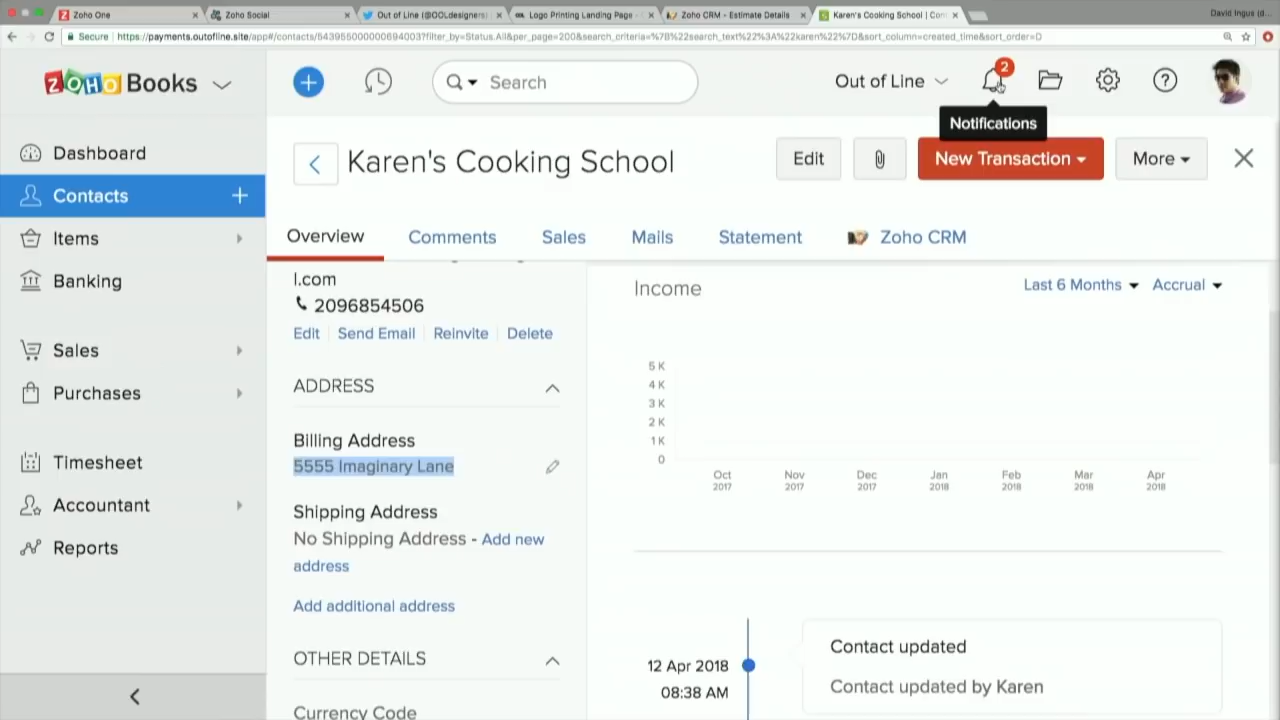 Zoho One
Zoho Social
Out of Line (@OOLdesigners)
Logo Printing Landing Page -
Zoho CRM - Estimate Details
Karen's Cooking School | Con
David Ingus (d...
Secure
ZOHO Books
Search
Out of Line
2
Notifications
Dashboard
Contacts
Items
Banking
Sales
Purchases
Timesheet
Accountant
Reports
Karen's Cooking School
Edit
New Transaction
More
Overview
Comments
Sales
Mails
Statement
Zoho CRM
l.com
2096854506
Edit
Send Email
Reinvite
Delete
ADDRESS
Billing Address
5555 Imaginary Lane
Shipping Address
No Shipping Address - Add new
address
Add additional address
OTHER DETAILS
Currency Code
Income
Last 6 Months
Accrual
5 K
4 K
3 K
2 K
1 K
0
Oct 2017
Nov 2017
Dec 2017
Jan 2018
Feb 2018
Mar 2018
Apr 2018
12 Apr 2018
08:38 AM
Contact updated
Contact updated by Karen